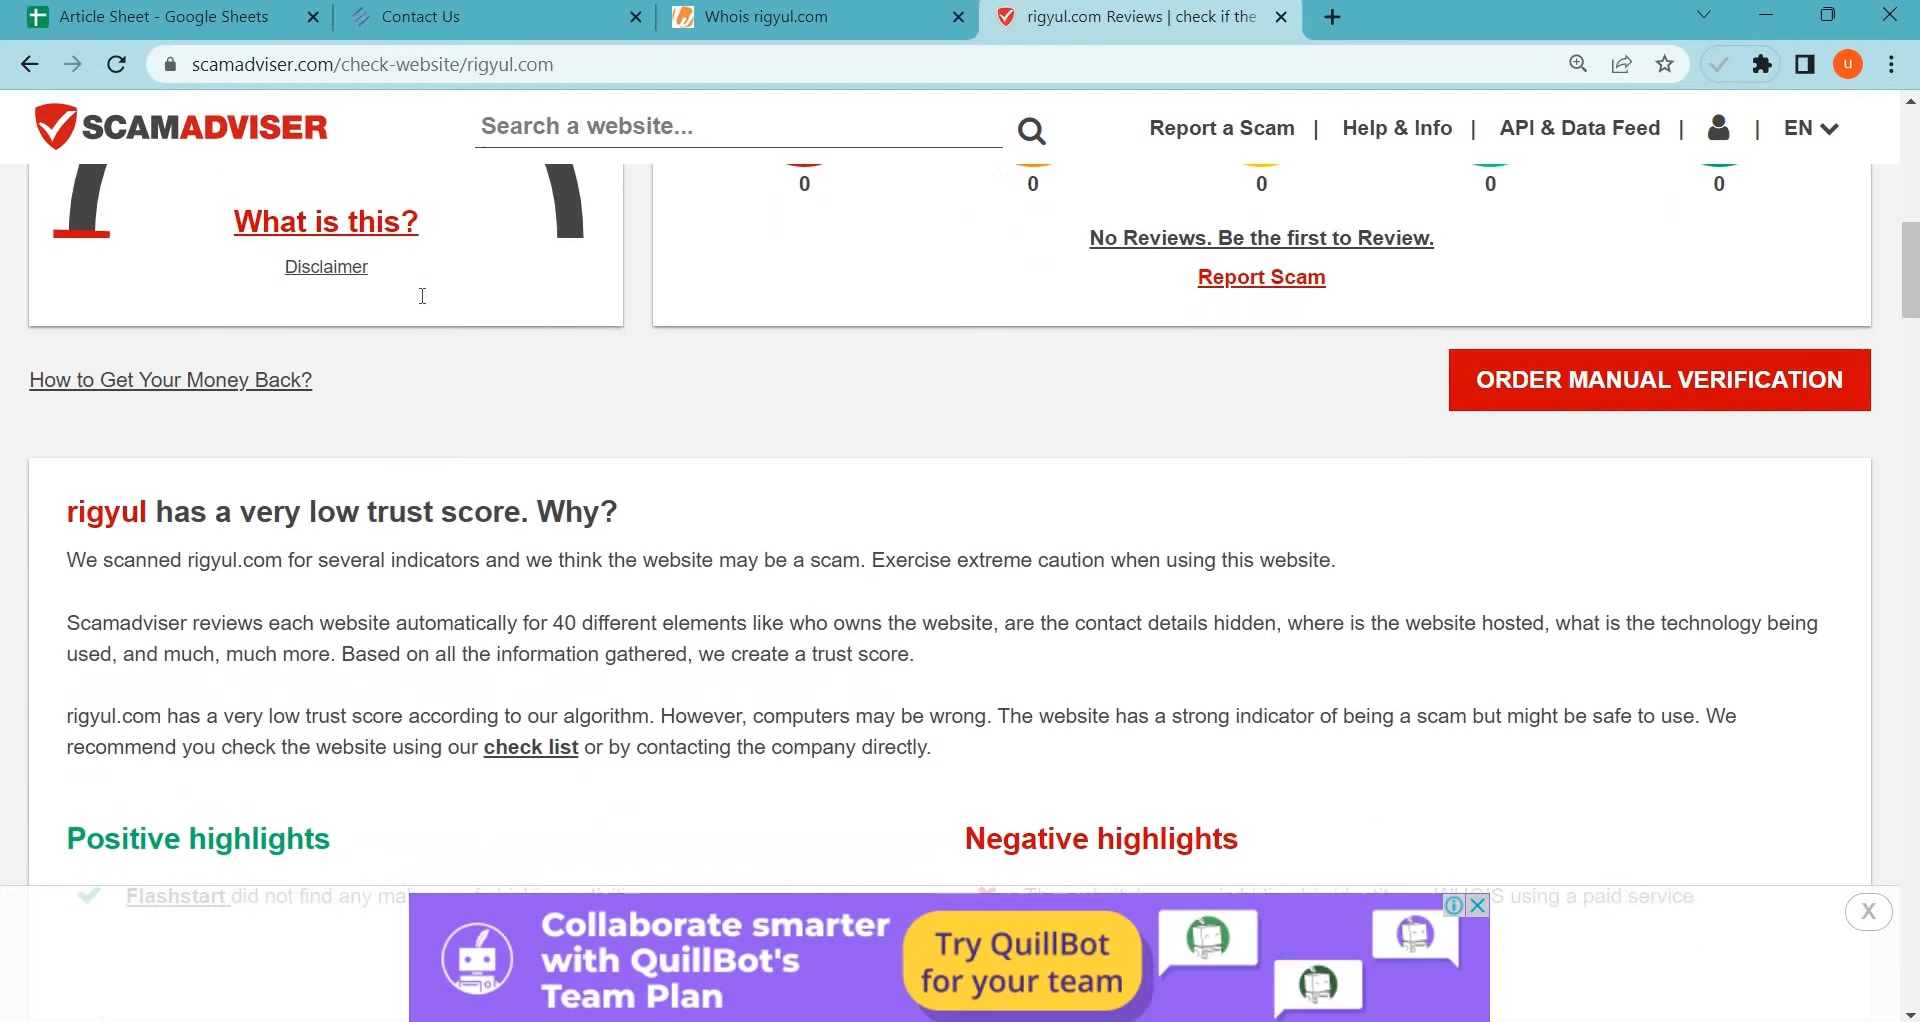 Article Sheet - Google Sheets
Contact Us
Whois rigyul.com
rigyul.com Reviews | check if the
scamadviser.com/check-website/rigyul.com
u
SCAMADVISER
Search a website...
Report a Scam | Help & Info | API & Data Feed | | EN
0 0 0 0 0
What is this?
Disclaimer
No Reviews. Be the first to Review.
Report Scam
How to Get Your Money Back?
ORDER MANUAL VERIFICATION
rigyul has a very low trust score. Why?
We scanned rigyul.com for several indicators and we think the website may be a scam. Exercise extreme caution when using this website.
Scamadviser reviews each website automatically for 40 different elements like who owns the website, are the contact details hidden, where is the website hosted, what is the technology being
used, and much, much more. Based on all the information gathered, we create a trust score.
rigyul.com has a very low trust score according to our algorithm. However, computers may be wrong. The website has a strong indicator of being a scam but might be safe to use. We
recommend you check the website using our check list or by contacting the company directly.
Positive highlights
Negative highlights
Flashstart did not find any
using a paid service
X
Collaborate smarter
with QuillBot's
Team Plan
Try QuillBot
for your team